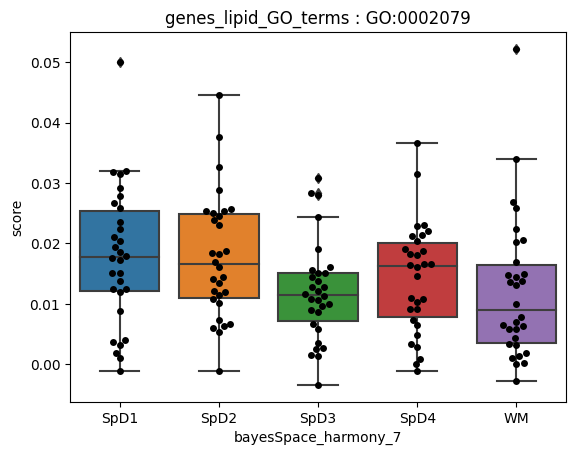 genes_lipid_GO_terms : GO:0002079
0.05
0.04
0.03
0.02
0.01
0.00
score
SpD1 SpD2 SpD3 SpD4 WM
bayesSpace_harmony_7